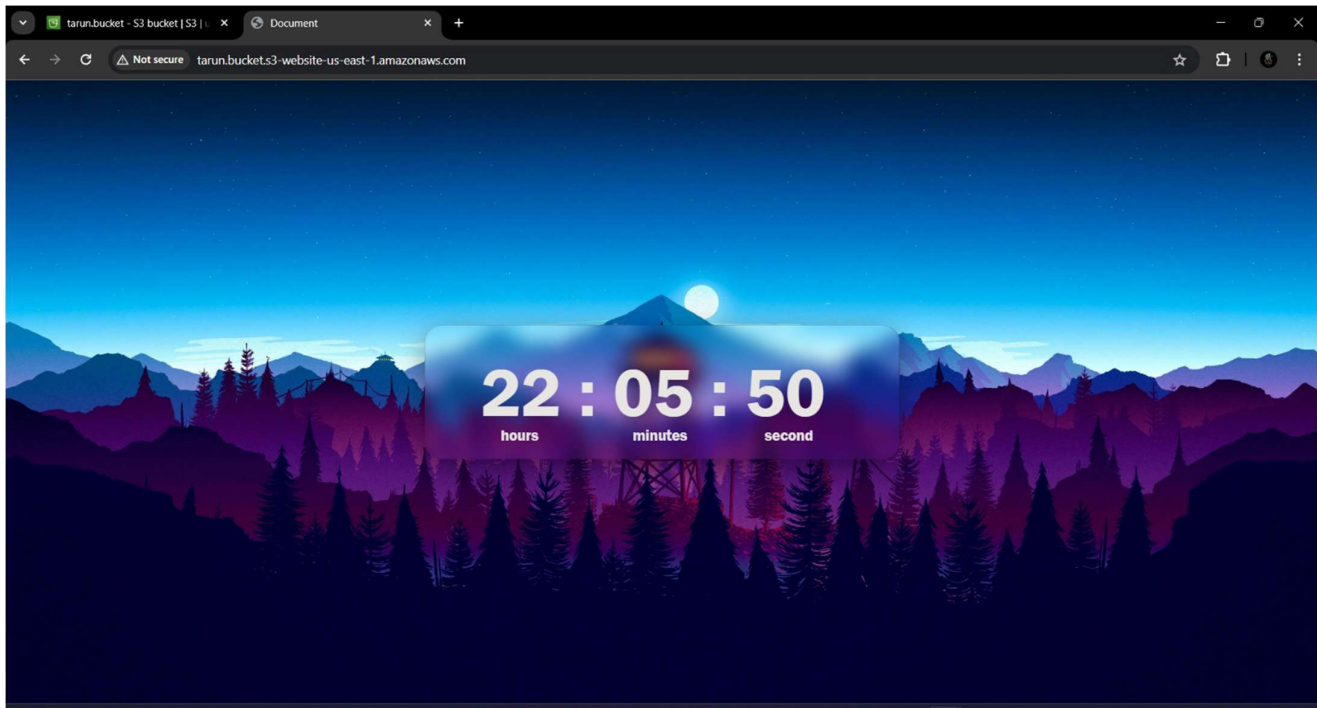 tarun.bucket - S3 bucket | S3 | u
Document
Not secure
tarun.bucket.s3-website-us-east-1.amazonaws.com
22 : 05 : 50
hours minutes second